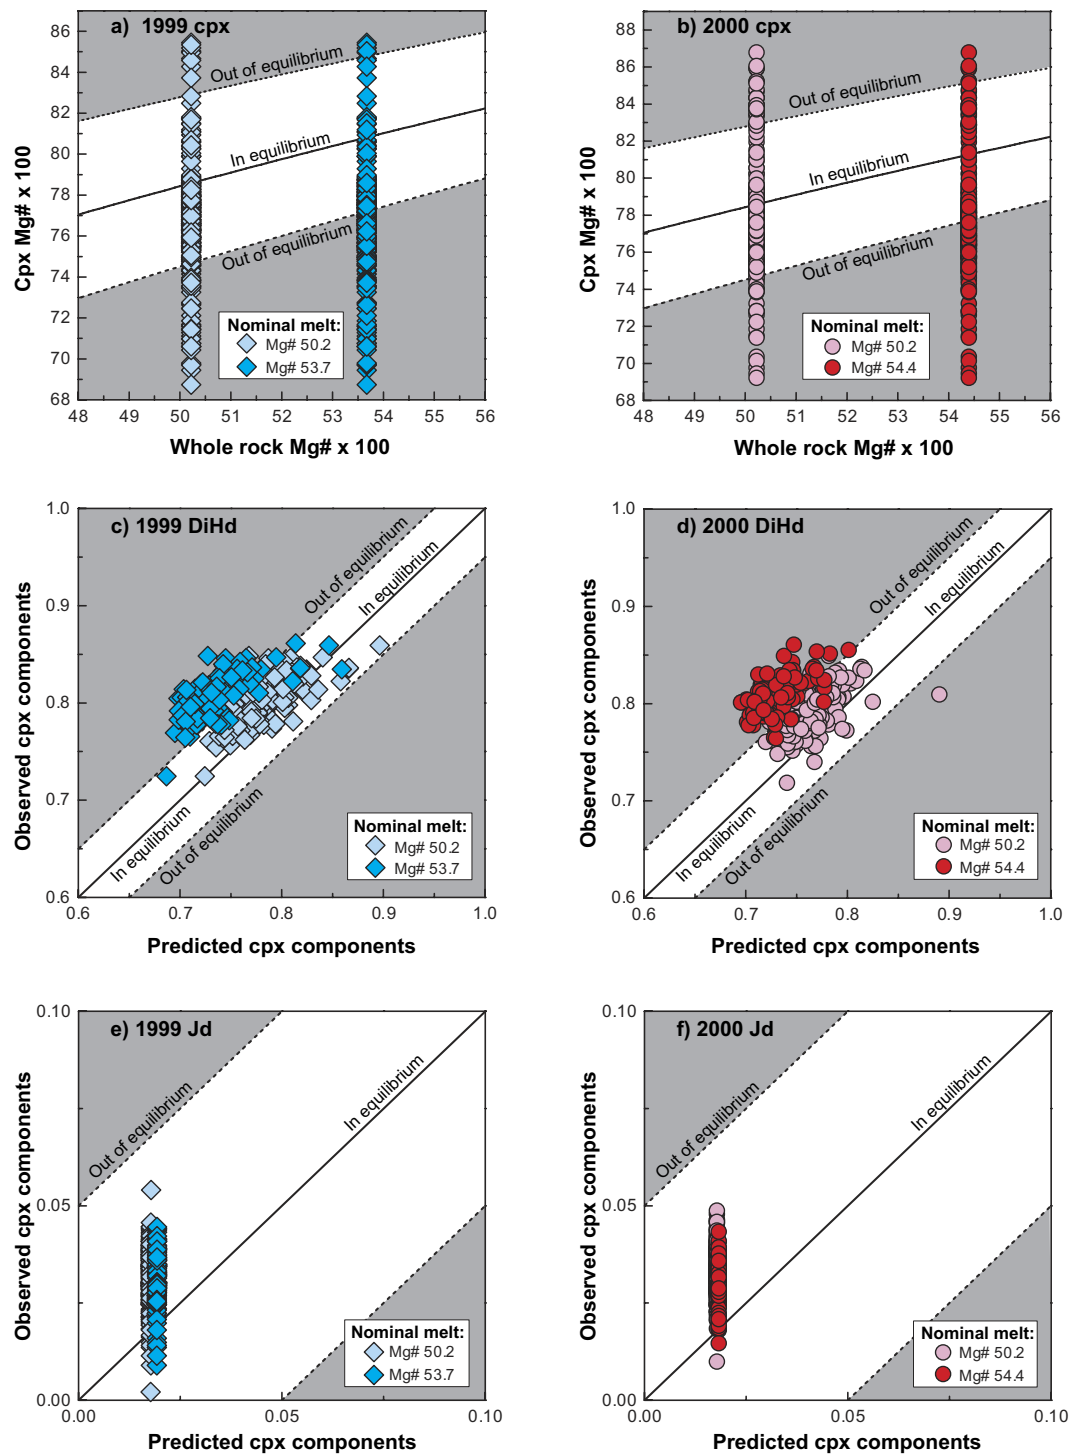 a) 1999 cpx
Out of equilibrium
In equilibrium
Out of equilibrium
Nominal melt:
Mg# 50.2
Mg# 53.7
86
84
82
80
78
76
74
72
70
68
48 49 50 51 52 53 54 55 56
Cpx Mg# x 100
Whole rock Mg# x 100
b) 2000 cpx
Out of equilibrium
In equilibrium
Out of equilibrium
Nominal melt:
Mg# 50.2
Mg# 54.4
88
86
84
82
80
78
76
74
72
70
68
48 49 50 51 52 53 54 55 56
Cpx Mg# x 100
Whole rock Mg# x 100
c) 1999 DiHd
Out of equilibrium
In equilibrium
In equilibrium
Out of equilibrium
Nominal melt:
Mg# 50.2
Mg# 53.7
1.0
0.9
0.8
0.7
0.6
0.6 0.7 0.8 0.9 1.0
Observed cpx components
Predicted cpx components
d) 2000 DiHd
Out of equilibrium
In equilibrium
In equilibrium
Out of equilibrium
Nominal melt:
Mg# 50.2
Mg# 54.4
1.0
0.9
0.8
0.7
0.6
0.6 0.7 0.8 0.9 1.0
Observed cpx components
Predicted cpx components
e) 1999 Jd
Out of equilibrium
In equilibrium
Nominal melt:
Mg# 50.2
Mg# 53.7
0.10
0.05
0.00
0.00 0.05 0.10
Observed cpx components
Predicted cpx components
f) 2000 Jd
Out of equilibrium
In equilibrium
Nominal melt:
Mg# 50.2
Mg# 54.4
0.10
0.05
0.00
0.00 0.05 0.10
Observed cpx components
Predicted cpx components